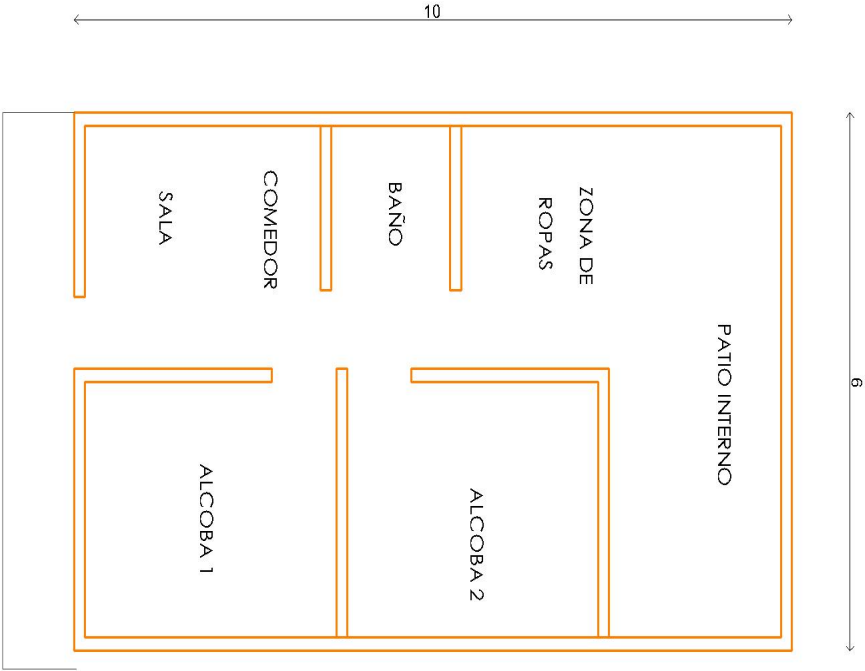 10
SALA
COMEDOR
BAÑO
ZONA DE
ROPAS
PATIO INTERNO
6
ALCOBA 1
ALCOBA 2